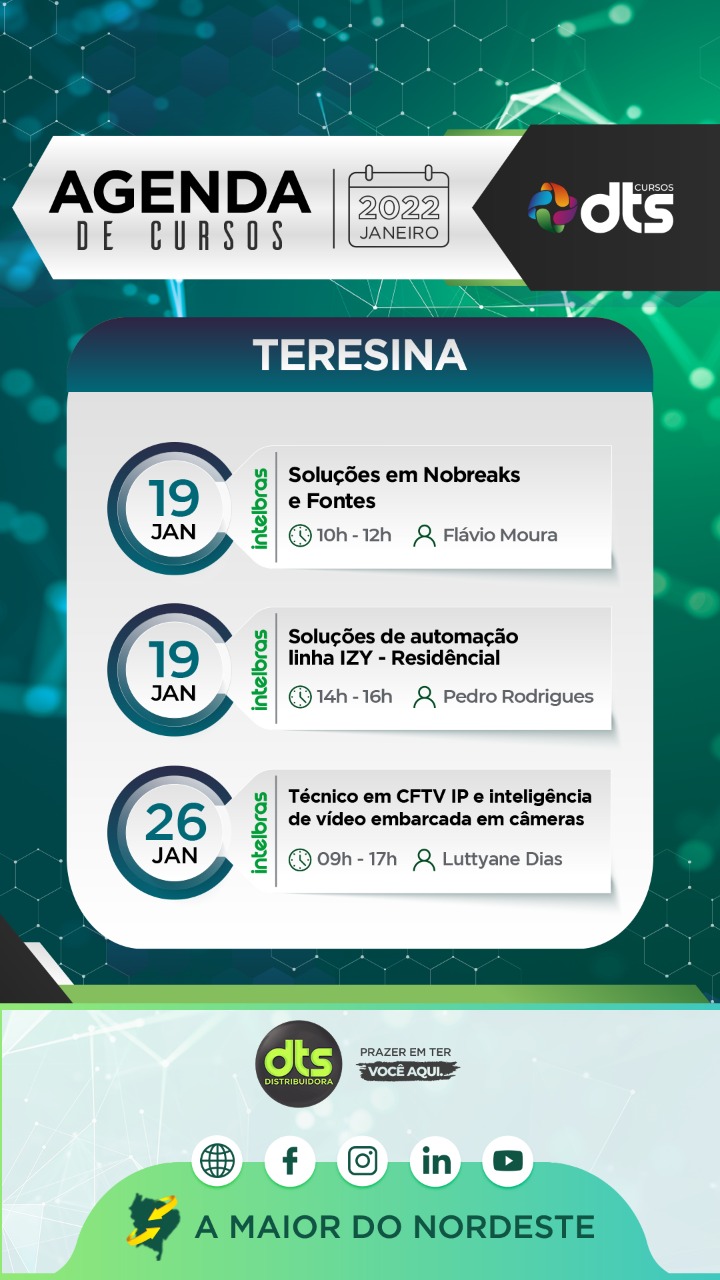 AGENDA
DE CURSOS
2022
JANEIRO
CURSOS
dts
TERESINA
19
JAN
intelbras
Soluções em Nobreaks
e Fontes
10h - 12h
Flávio Moura
19
JAN
intelbras
Soluções de automação
linha IZY - Residêncial
14h - 16h
Pedro Rodrigues
26
JAN
intelbras
Técnico em CFTV IP e inteligência
de vídeo embarcada em câmeras
09h - 17h
Luttyane Dias
dts
DISTRIBUIDORA
PRAZER EM TER
VOCÊ AQUI...
A MAIOR DO NORDESTE